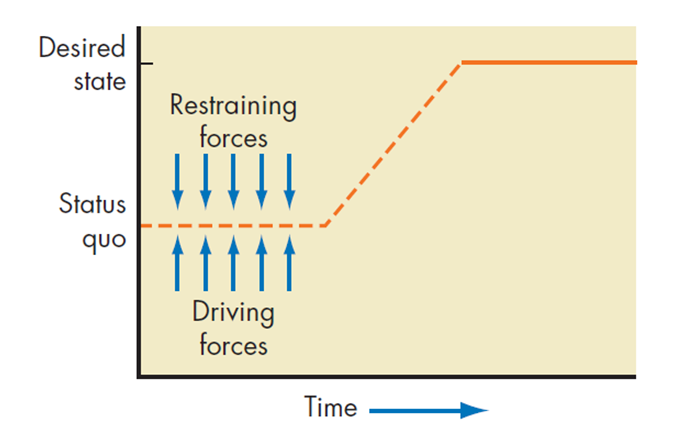 Desired
state
Restraining
forces
Status
quo
Driving
forces
Time